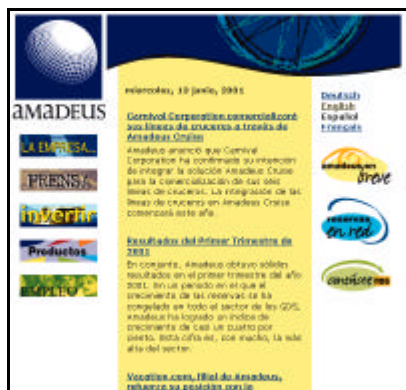 miercoles, 13 junio, 2001
Carnival Corporation comercializará
sus líneas de cruceros a través de
Amadeus Cruise
Amadeus anunció que Carnival
Corporation ha confirmado su intención
de integrar la solución Amadeus Cruise
para la comercialización de sus seis
líneas de cruceros. La integración de las
líneas de cruceros en Amadeus Cruise
comenzará este año.
Resultados del Primer Trimestre de
2001
En conjunto, Amadeus obtuvo sólidos
resultados en el primer trimestre del año
2001. En un periodo en el que el
crecimiento de las reservas se ha
congelado en todo el sector de los GDS,
Amadeus ha logrado un índice de
crecimiento de casi un cuatro por
ciento. Esta cifra es, con mucho, la más
alta del sector.
Vacation.com, filial de Amadeus,
refuerza su posición con la
AMADEUS
LA EMPRESA...
PRENSA
invertir
Productos
EMPLEO
Deutsch
English
Español
Français
amadeus en
breve
reservas
en red
conózcenos